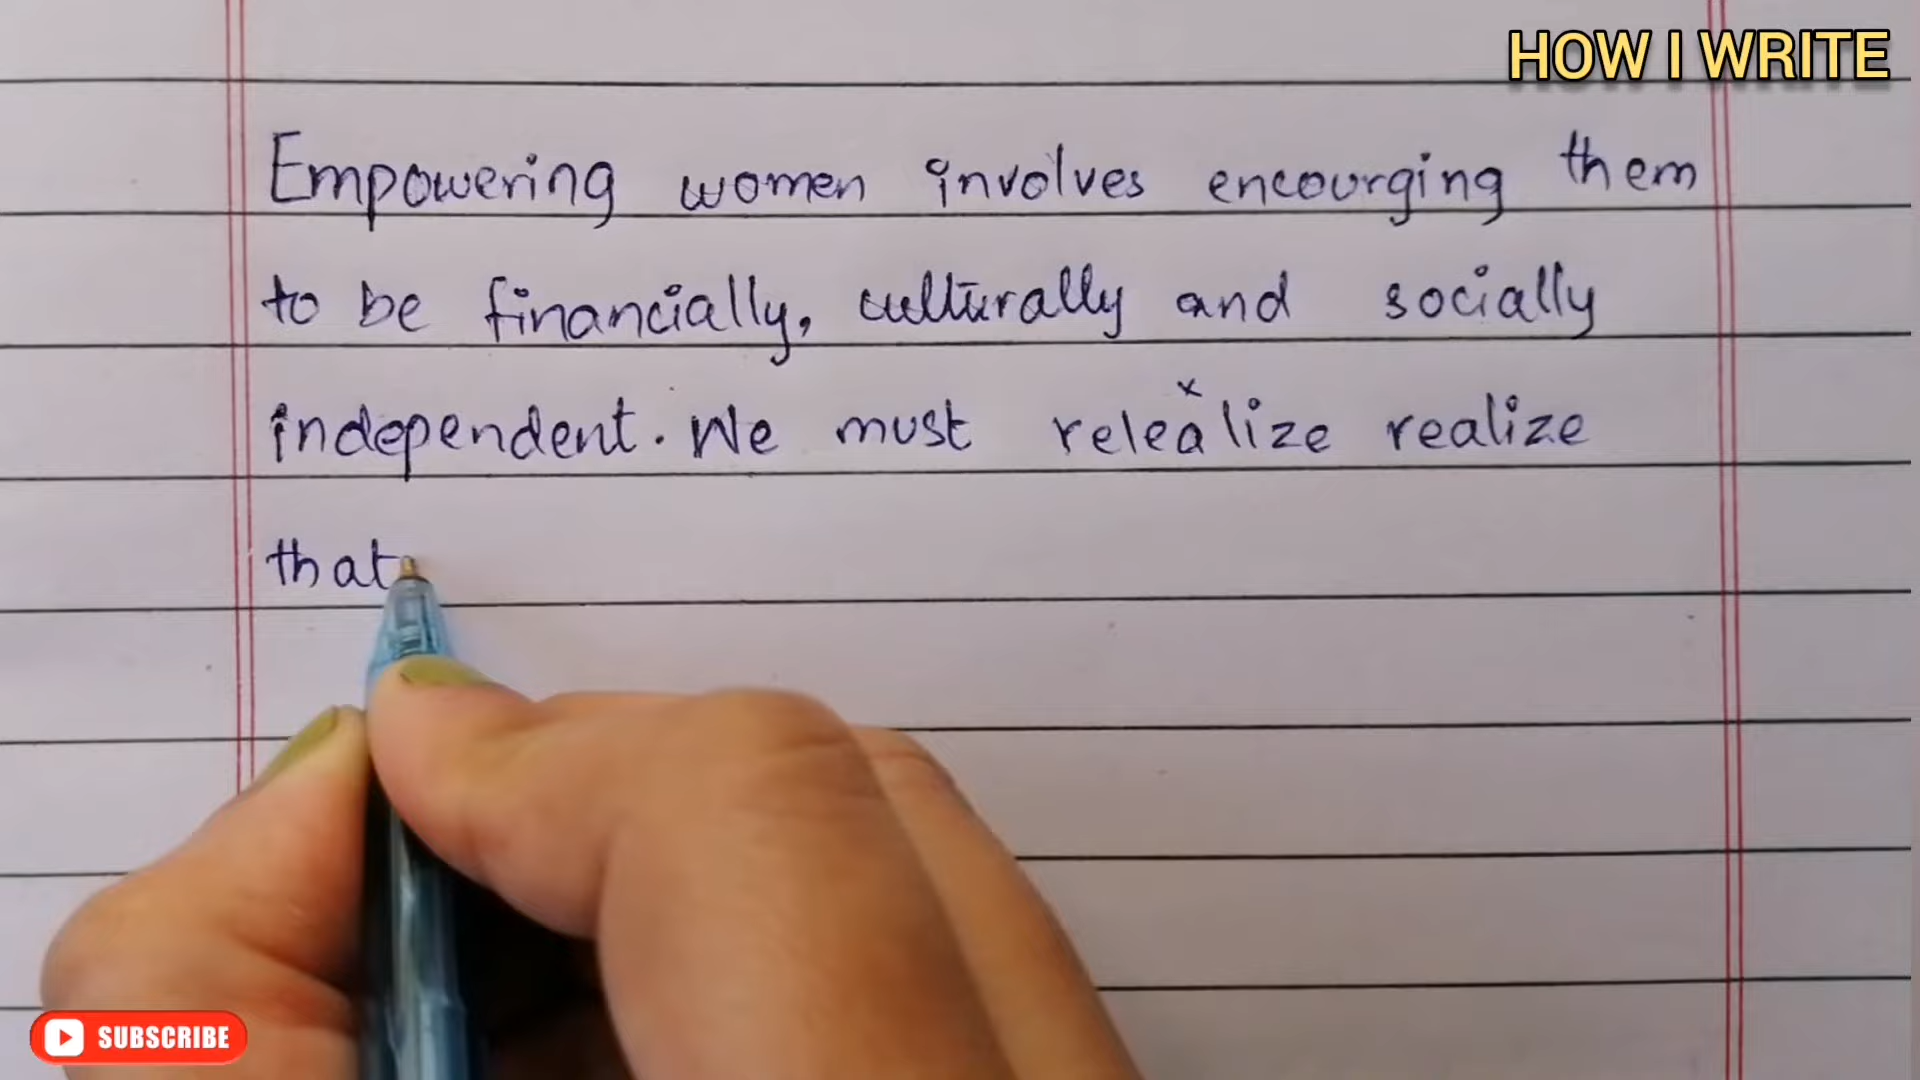 HOW I WRITE
Empowering women involves encourging them
to be financially, culturally and socially
independent. We must relealize realize
that
SUBSCRIBE